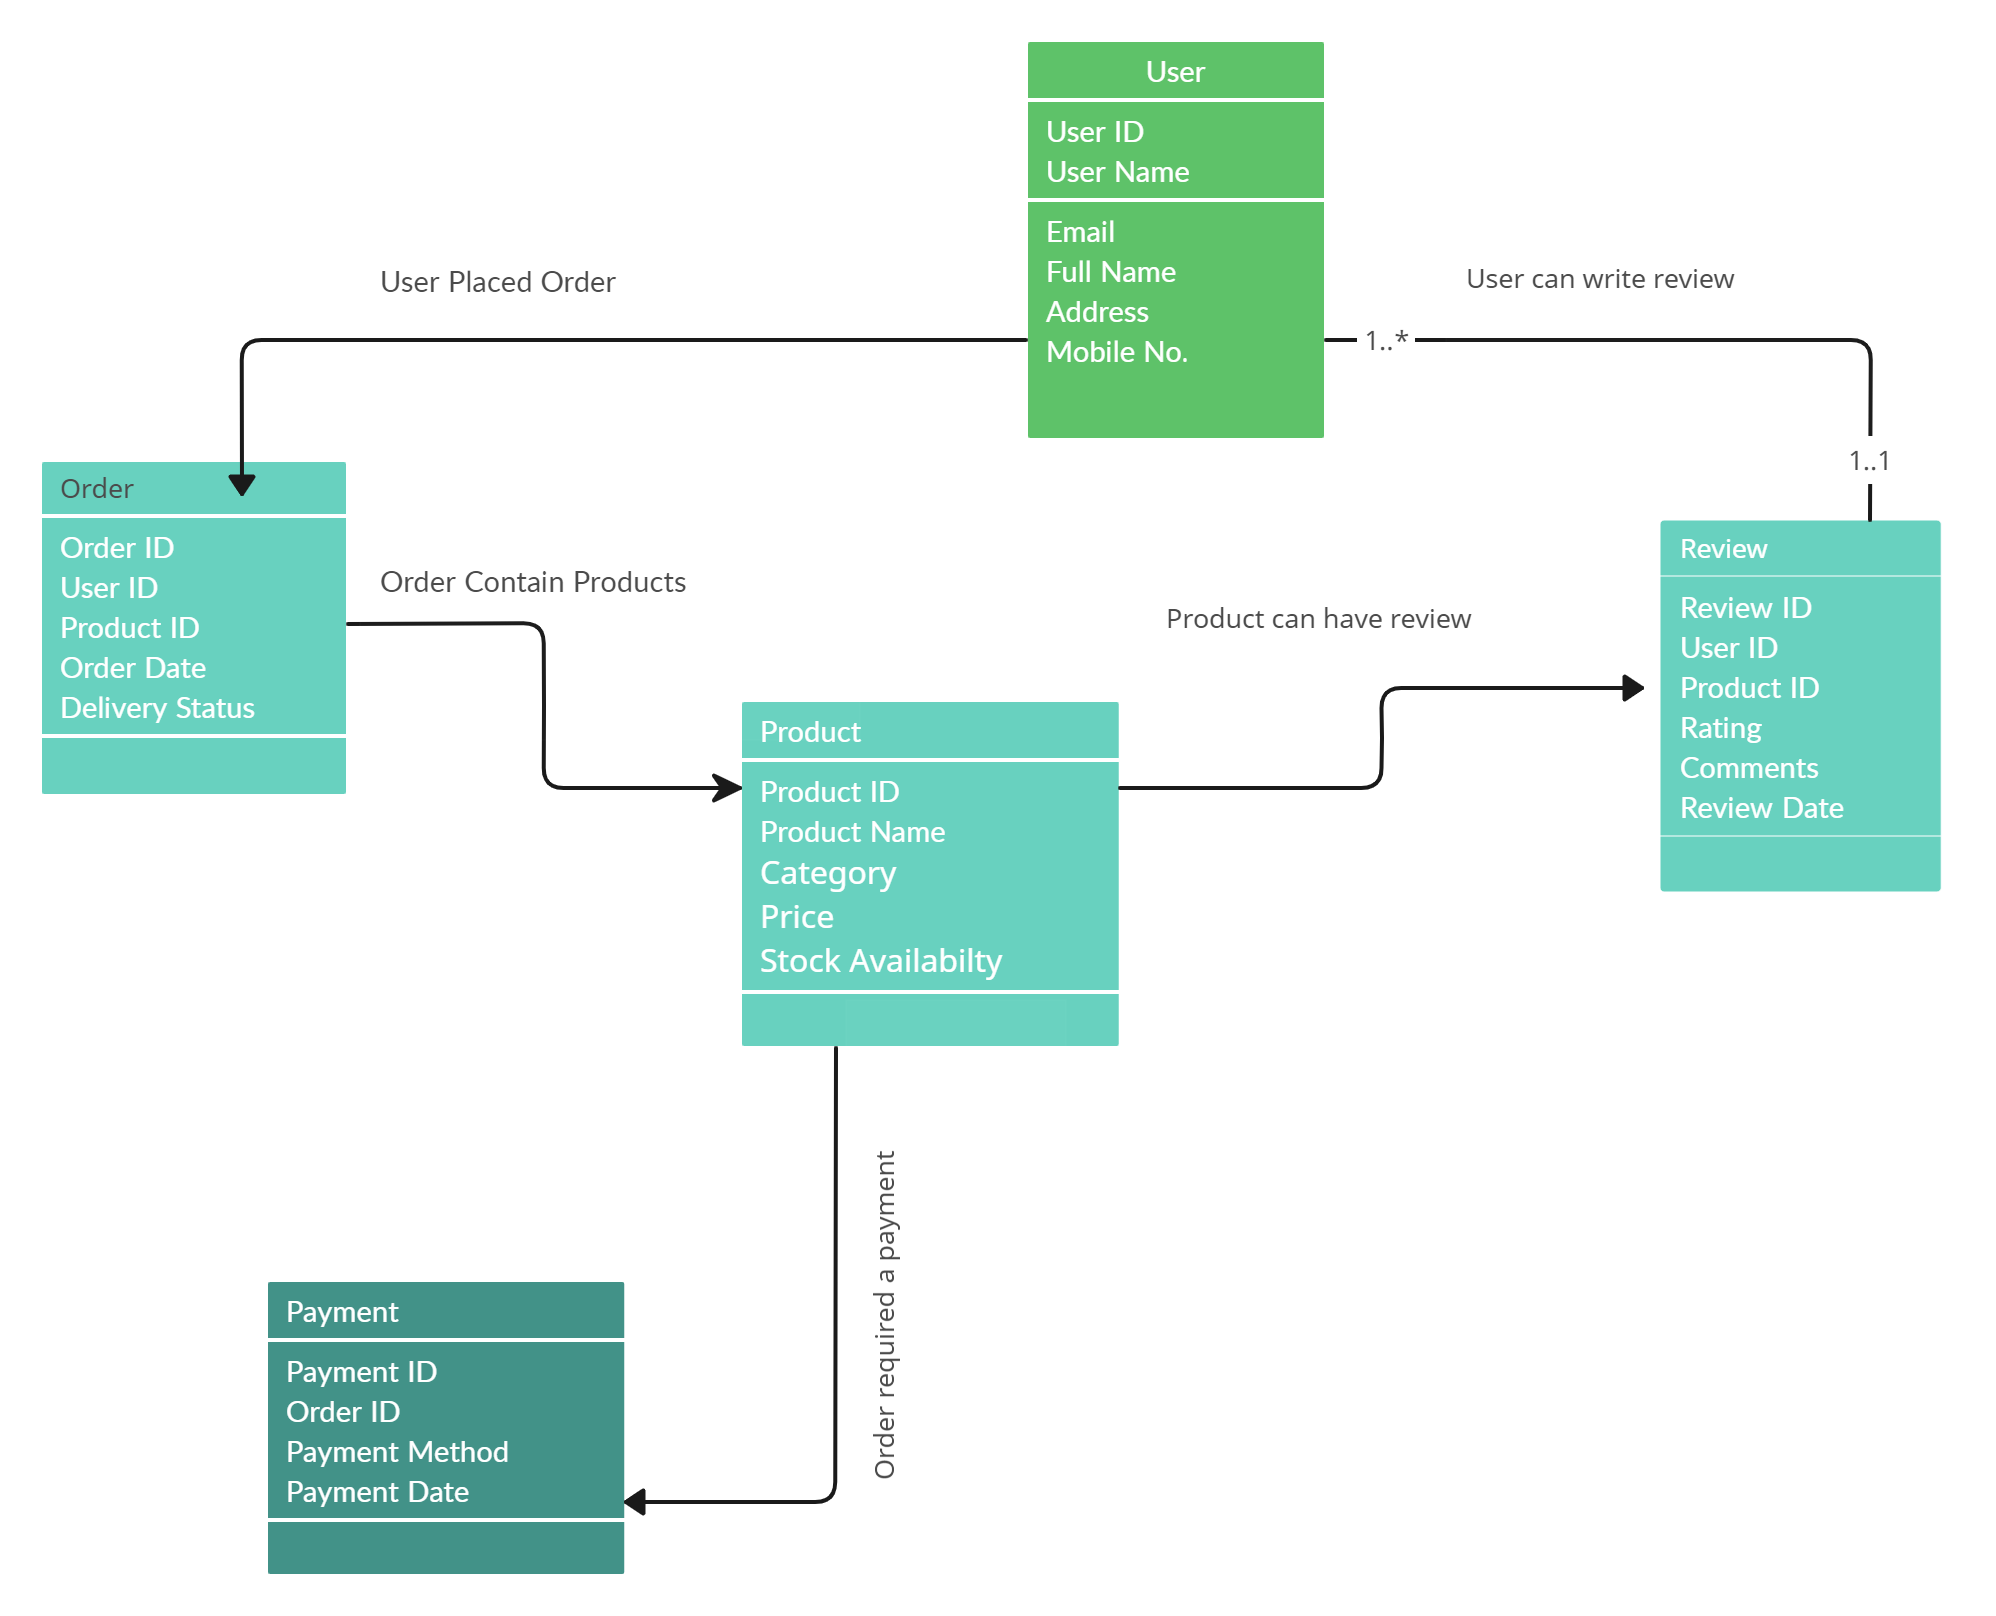 User
User ID
User Name
Email
Full Name
Address
Mobile No.
User Placed Order
User can write review
1..*
1..1
Order
Order ID
User ID
Product ID
Order Date
Delivery Status
Order Contain Products
Product can have review
Review
Review ID
User ID
Product ID
Rating
Comments
Review Date
Product
Product ID
Product Name
Category
Price
Stock Availabilty
Order required a payment
Payment
Payment ID
Order ID
Payment Method
Payment Date